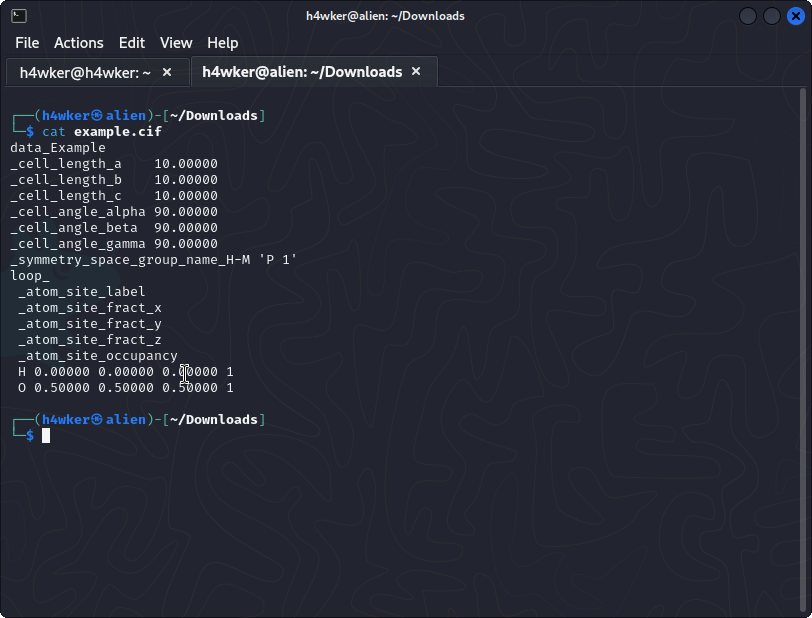 h4wker@alien: ~/Downloads
File Actions Edit View Help
h4wker@h4wker: ~ × h4wker@alien: ~/Downloads ×
┌──(h4wker㉿alien)-[~/Downloads]
└─$ cat example.cif
data_Example
_cell_length_a    10.00000
_cell_length_b    10.00000
_cell_length_c    10.00000
_cell_angle_alpha 90.00000
_cell_angle_beta  90.00000
_cell_angle_gamma 90.00000
_symmetry_space_group_name_H-M 'P 1'
loop_
 _atom_site_label
 _atom_site_fract_x
 _atom_site_fract_y
 _atom_site_fract_z
 _atom_site_occupancy
 H 0.00000 0.00000 0.00000 1
 O 0.50000 0.50000 0.50000 1
┌──(h4wker㉿alien)-[~/Downloads]
└─$